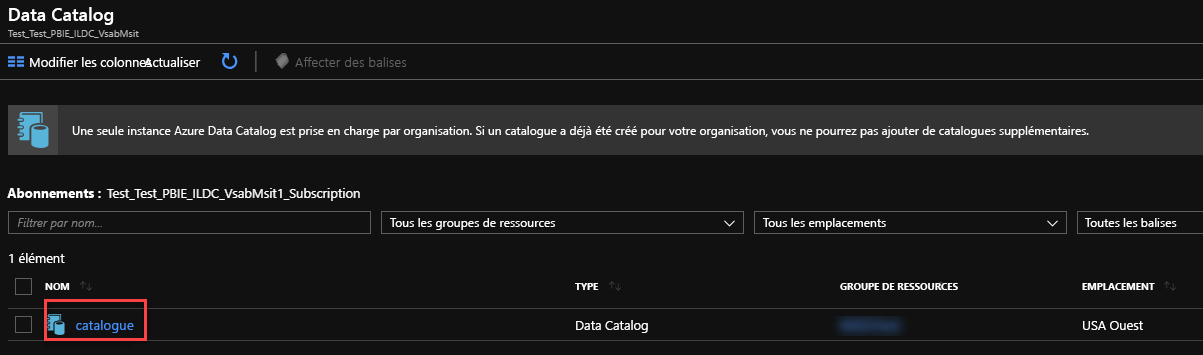 Data Catalog
Test_Test_PBIE_ILDC_VsabMsit
Modifier les colonnes Actualiser Affecter des balises
Une seule instance Azure Data Catalog est prise en charge par organisation. Si un catalogue a déjà été créé pour votre organisation, vous ne pourrez pas ajouter de catalogues supplémentaires.
Abonnements : Test_Test_PBIE_ILDC_VsabMsit1_Subscription
Filtrer par nom... Tous les groupes de ressources Tous les emplacements Toutes les balises
1 élément
NOM TYPE GROUPE DE RESSOURCES EMPLACEMENT
catalogue Data Catalog USA Ouest